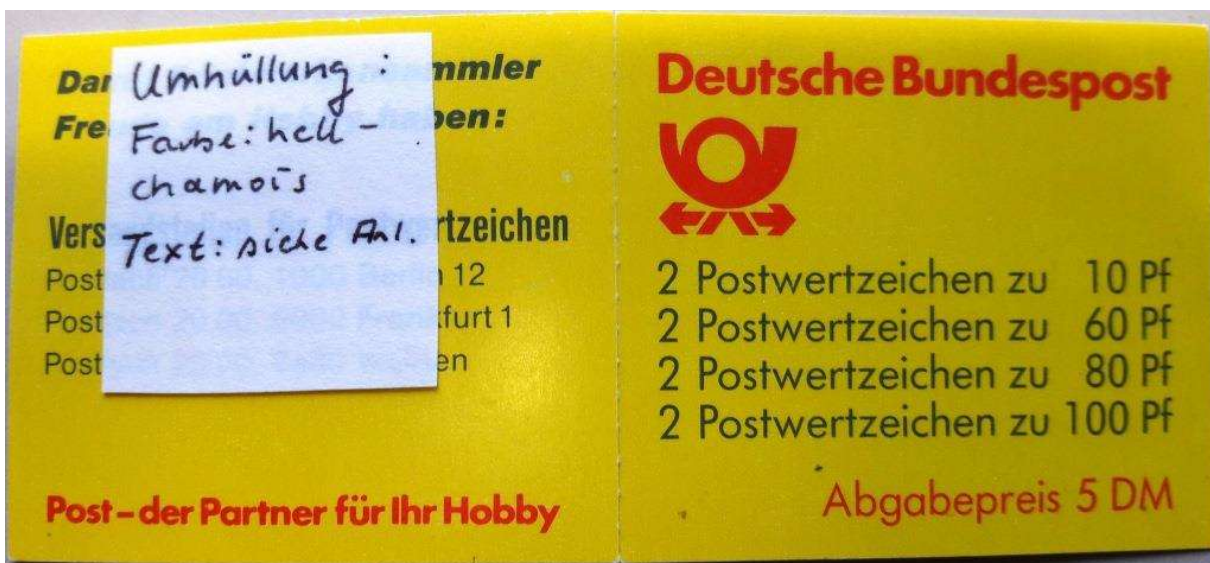 Umhüllung :
Farbe: hell-
chamois
Text: siehe Anl.
mmler
Fre
ben:
Vers
rtzeichen
Post
12
Post
furt 1
Post
en
Post – der Partner für Ihr Hobby
Deutsche Bundespost
2 Postwertzeichen zu 10 Pf
2 Postwertzeichen zu 60 Pf
2 Postwertzeichen zu 80 Pf
2 Postwertzeichen zu 100 Pf
Abgabepreis 5 DM